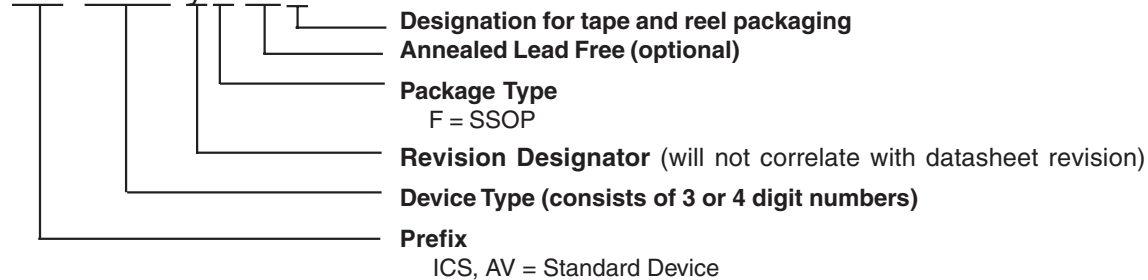 Designation for tape and reel packaging
Annealed Lead Free (optional)
Package Type
F = SSOP
Revision Designator (will not correlate with datasheet revision)
Device Type (consists of 3 or 4 digit numbers)
Prefix
ICS, AV = Standard Device